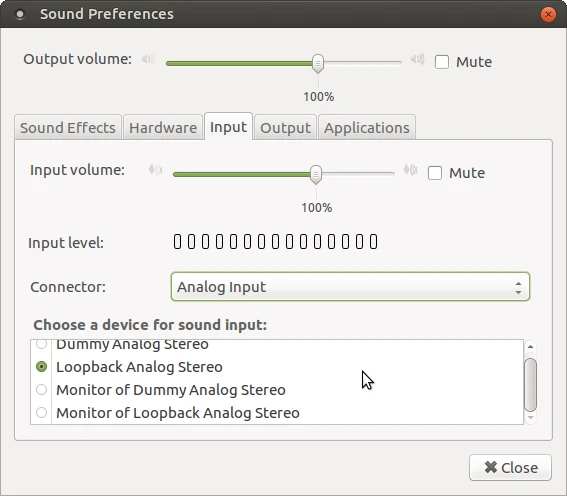 Sound Preferences
Output volume: Mute
100%
Sound Effects Hardware Input Output Applications
Input volume: Mute
100%
Input level:
Connector: Analog Input
Choose a device for sound input:
Dummy Analog Stereo
Loopback Analog Stereo
Monitor of Dummy Analog Stereo
Monitor of Loopback Analog Stereo
Close